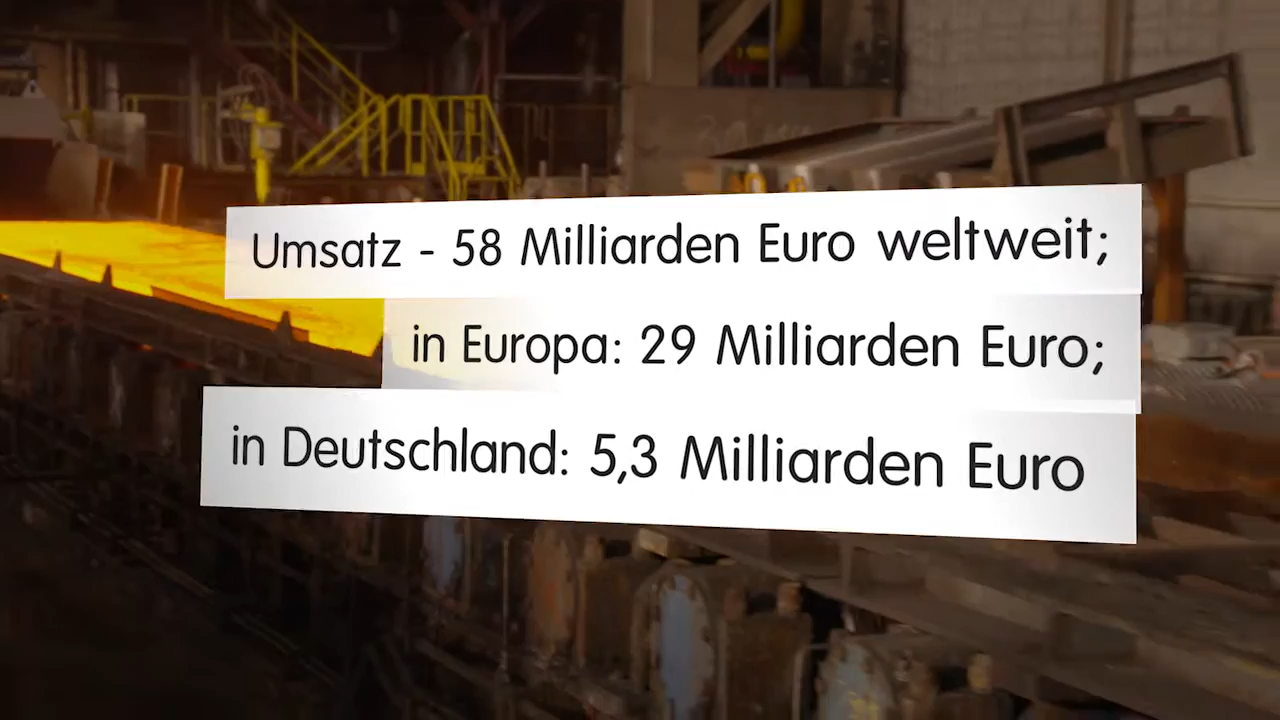 Umsatz - 58 Milliarden Euro weltweit;
in Europa: 29 Milliarden Euro;
in Deutschland: 5,3 Milliarden Euro